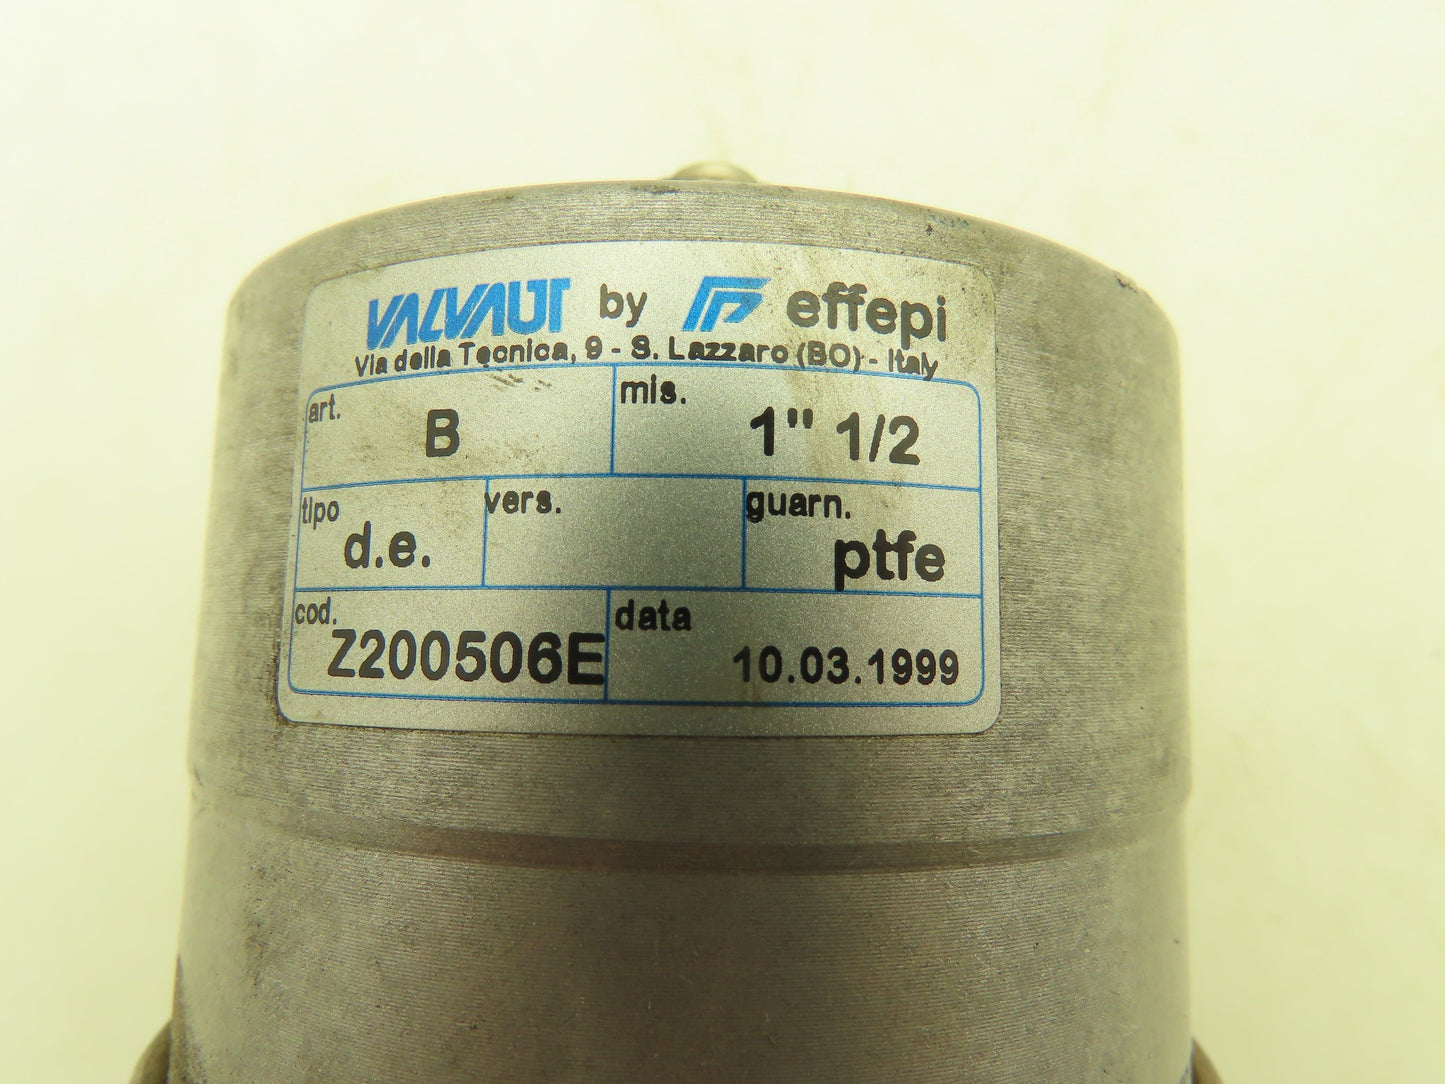 VALVAUT by FP effepi
Via della Tecnica, 9 - S. Lazzaro (BO) - Italy
art. B mis. 1" 1/2
tipo d.e. vers. guarn. ptfe
cod. Z200506E data 10.03.1999